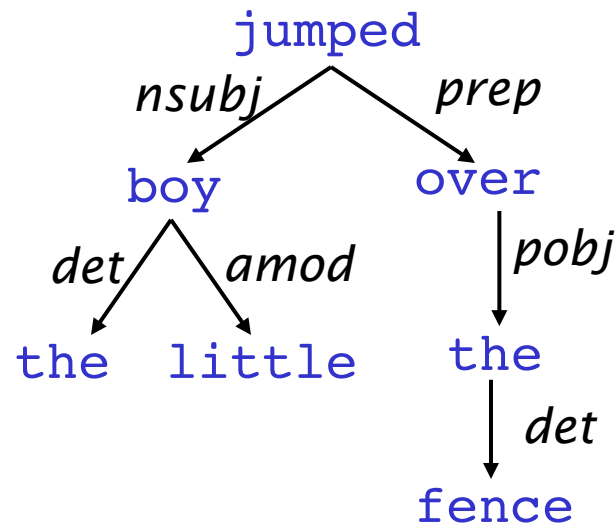 jumped
nsubj prep
boy over
det amod pobj
the little the
det
fence